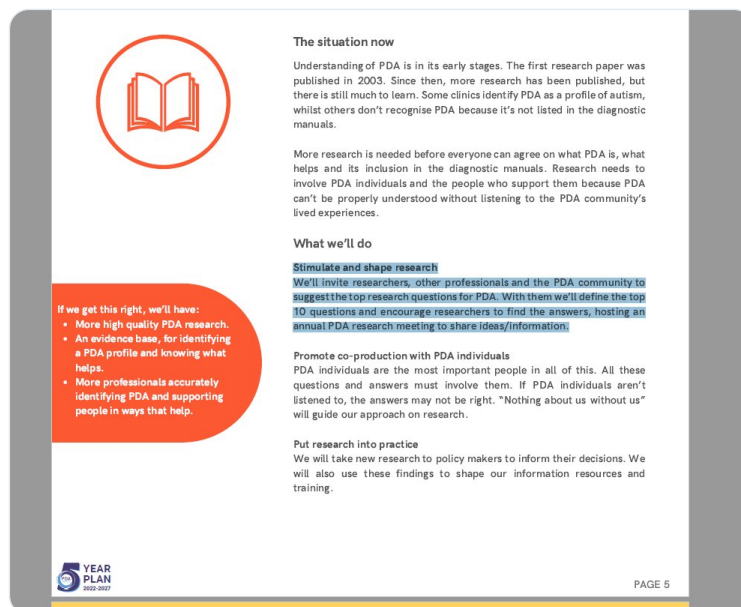 The situation now
Understanding of PDA is in its early stages. The first research paper was
published in 2003. Since then, more research has been published, but
there is still much to learn. Some clinics identify PDA as a profile of autism,
whilst others don't recognise PDA because it's not listed in the diagnostic
manuals.
More research is needed before everyone can agree on what PDA is, what
helps and its inclusion in the diagnostic manuals. Research needs to
involve PDA individuals and the people who support them because PDA
can't be properly understood without listening to the PDA community's
lived experiences.
What we'll do
Stimulate and shape research
We'll invite researchers, other professionals and the PDA community to
suggest the top research questions for PDA. With them we'll define the top
10 questions and encourage researchers to find the answers, hosting an
annual PDA research meeting to share ideas/information.
Promote co-production with PDA individuals
PDA individuals are the most important people in all of this. All these
questions and answers must involve them. If PDA individuals aren't
listened to, the answers may not be right. "Nothing about us without us"
will guide our approach on research.
Put research into practice
We will take new research to policy makers to inform their decisions. We
will also use these findings to shape our information resources and
training.
If we get this right, we'll have:
• More high quality PDA research.
• An evidence base, for identifying
a PDA profile and knowing what
helps.
• More professionals accurately
identifying PDA and supporting
people in ways that help.
5 YEAR
PLAN
2022-2027
PDA
PAGE 5